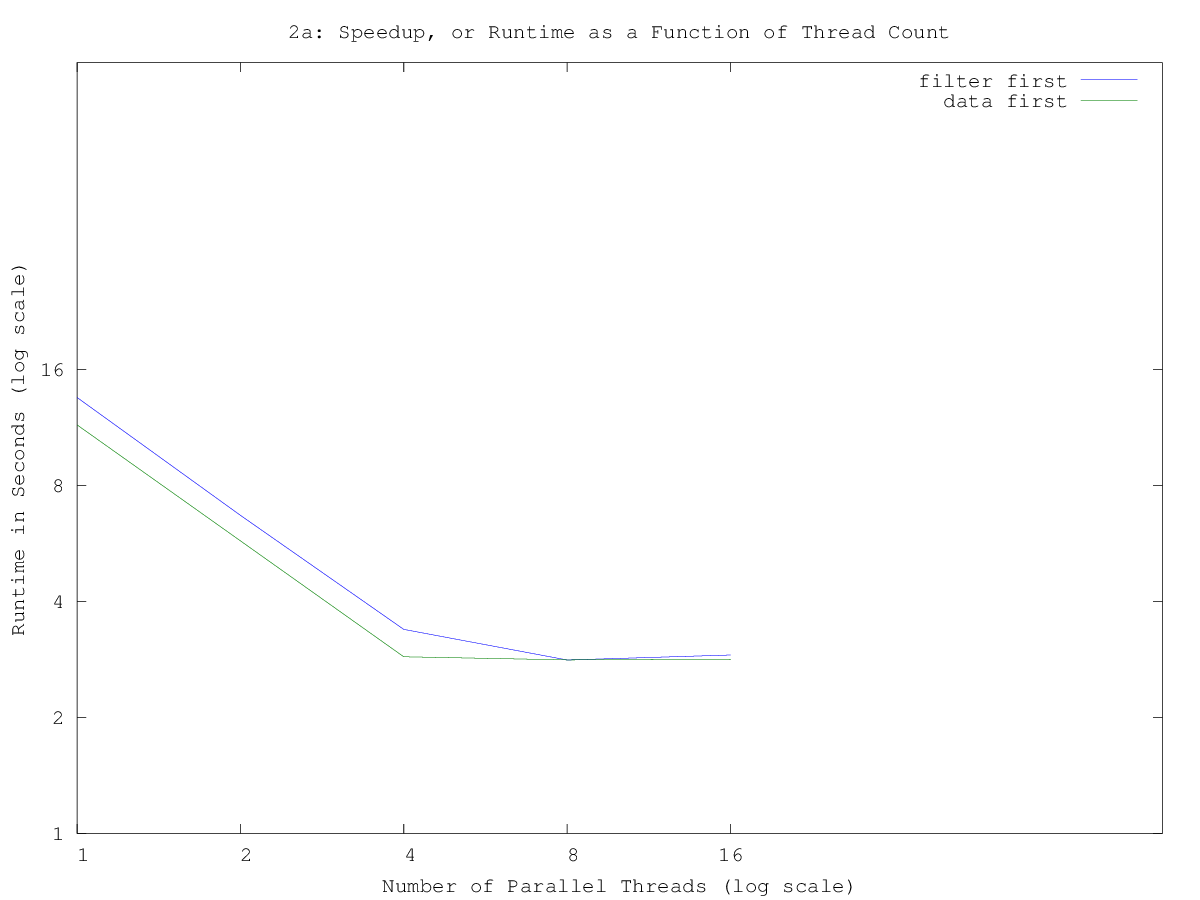 2a: Speedup, or Runtime as a Function of Thread Count
filter first
data first
Runtime in Seconds (log scale)
16
8
4
2
1
1 2 4 8 16
Number of Parallel Threads (log scale)